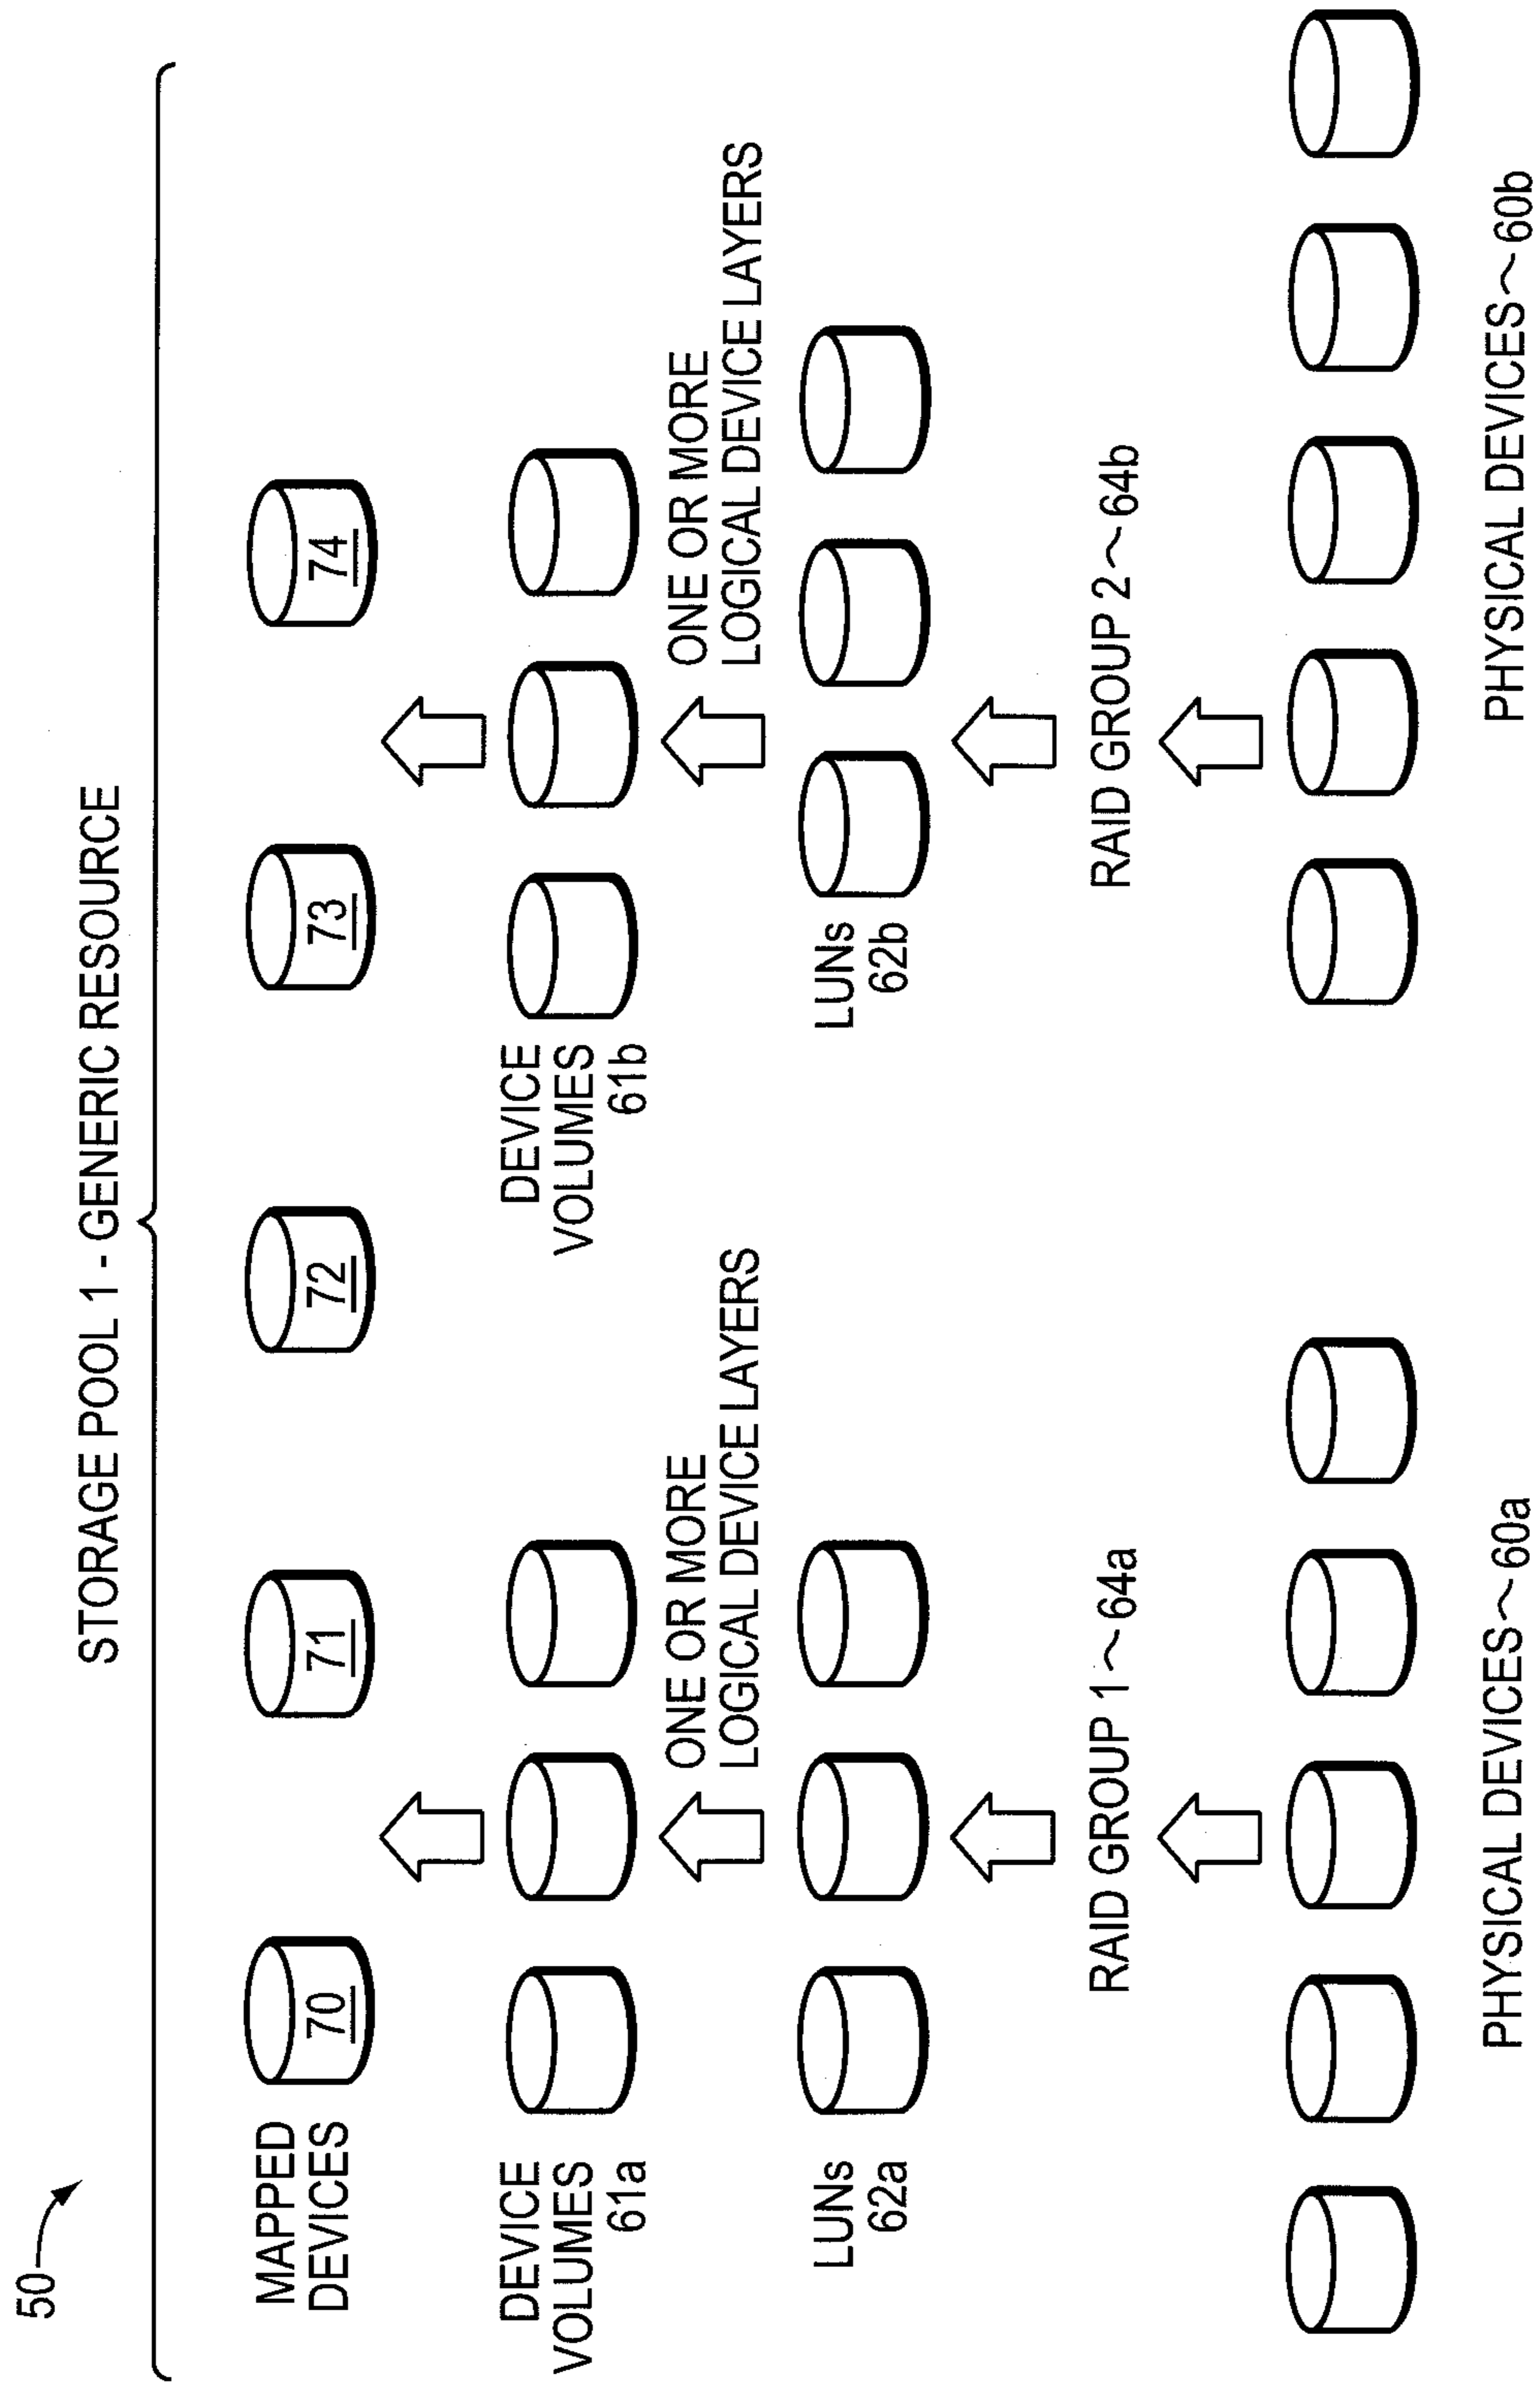 50
STORAGE POOL 1 - GENERIC RESOURCE
MAPPED
DEVICES
70
71
72
73
74
DEVICE
VOLUMES
61a
DEVICE
VOLUMES
61b
ONE OR MORE
LOGICAL DEVICE LAYERS
ONE OR MORE
LOGICAL DEVICE LAYERS
LUNs
62a
LUNs
62b
RAID GROUP 1~64a
RAID GROUP 2~64b
PHYSICAL DEVICES~60a
PHYSICAL DEVICES~60b